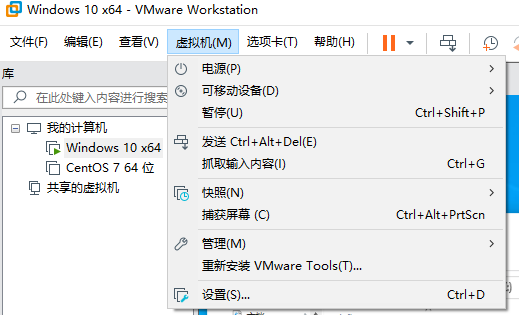 Windows 10 x64 - VMware Workstation
文件(F) 编辑(E) 查看(V) 虚拟机(M) 选项卡(T) 帮助(H)
库
在此处键入内容进行搜索
我的计算机
Windows 10 x64
CentOS 7 64 位
共享的虚拟机
电源(P)
可移动设备(D)
暂停(U) Ctrl+Shift+P
发送 Ctrl+Alt+Del(E)
抓取输入内容(I) Ctrl+G
快照(N)
捕获屏幕 (C) Ctrl+Alt+PrtScn
管理(M)
重新安装 VMware Tools(T)...
设置(S)... Ctrl+D